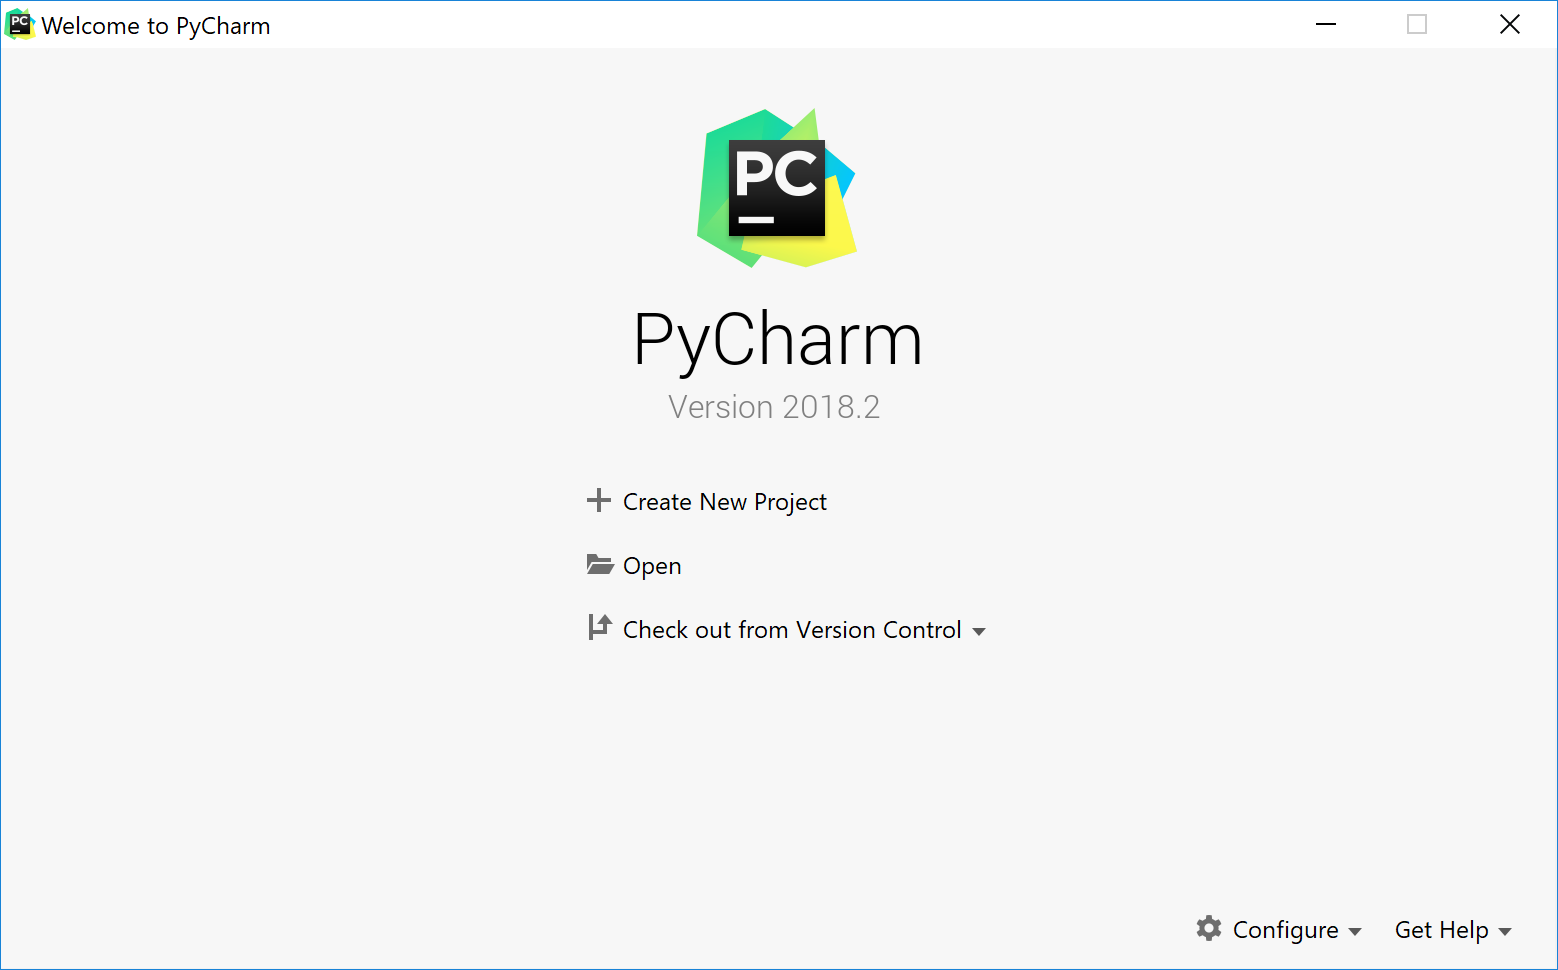 Welcome to PyCharm
PC
PyCharm
Version 2018.2
Create New Project
Open
Check out from Version Control
Configure
Get Help